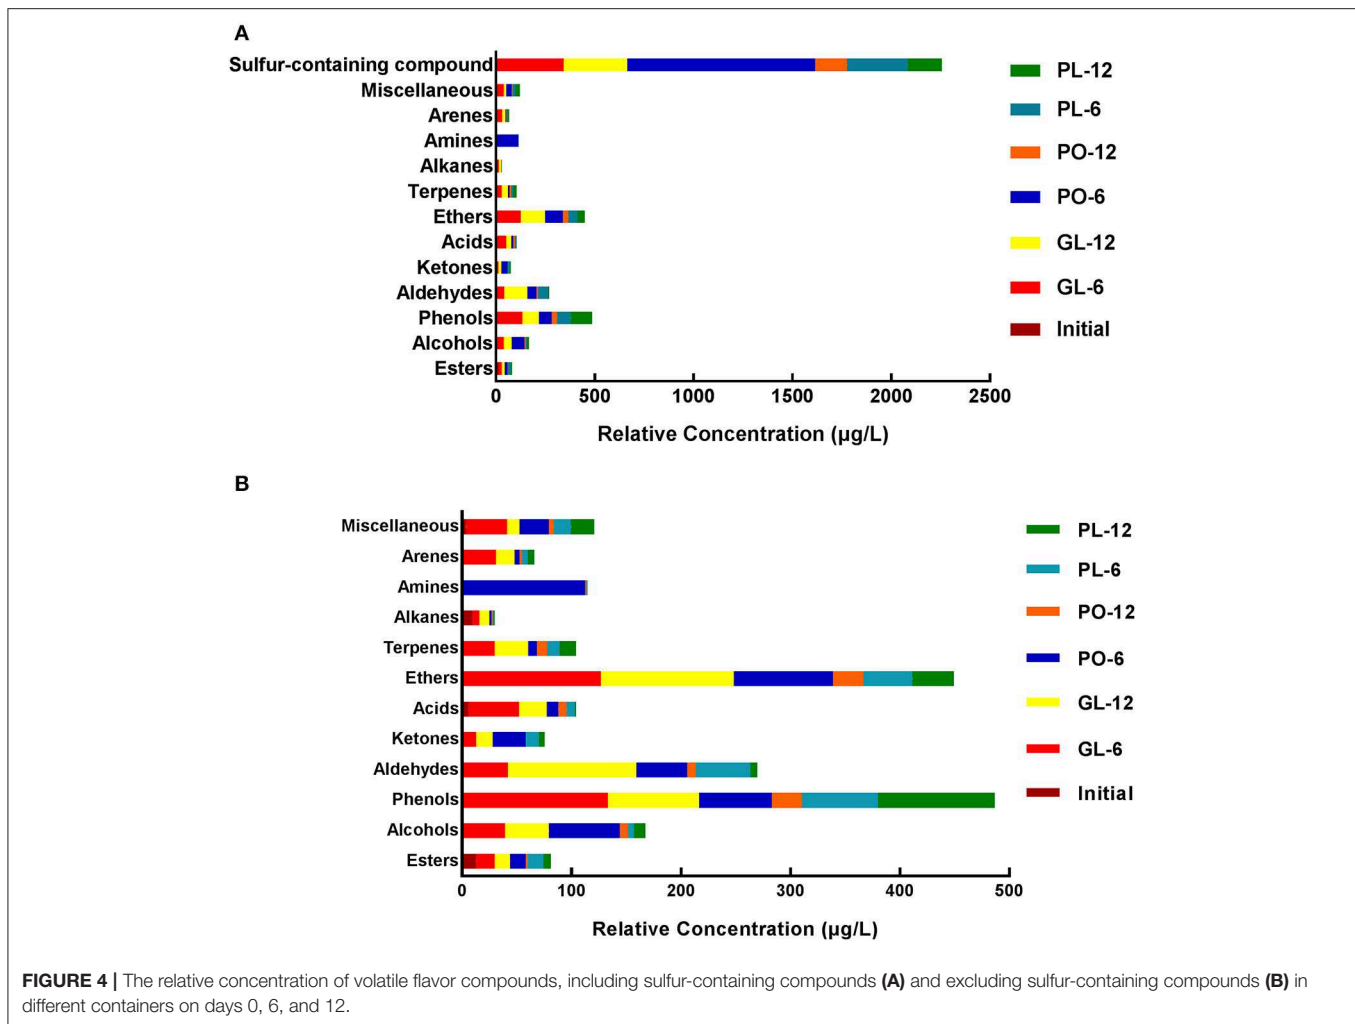 A
Sulfur-containing compound
Miscellaneous
Arenes
Amines
Alkanes
Terpenes
Ethers
Acids
Ketones
Aldehydes
Phenols
Alcohols
Esters
0 500 1000 1500 2000 2500
Relative Concentration (µg/L)
PL-12
PL-6
PO-12
PO-6
GL-12
GL-6
Initial
B
Miscellaneous
Arenes
Amines
Alkanes
Terpenes
Ethers
Acids
Ketones
Aldehydes
Phenols
Alcohols
Esters
0 100 200 300 400 500
Relative Concentration (µg/L)
PL-12
PL-6
PO-12
PO-6
GL-12
GL-6
Initial
FIGURE 4 | The relative concentration of volatile flavor compounds, including sulfur-containing compounds (A) and excluding sulfur-containing compounds (B) in
different containers on days 0, 6, and 12.